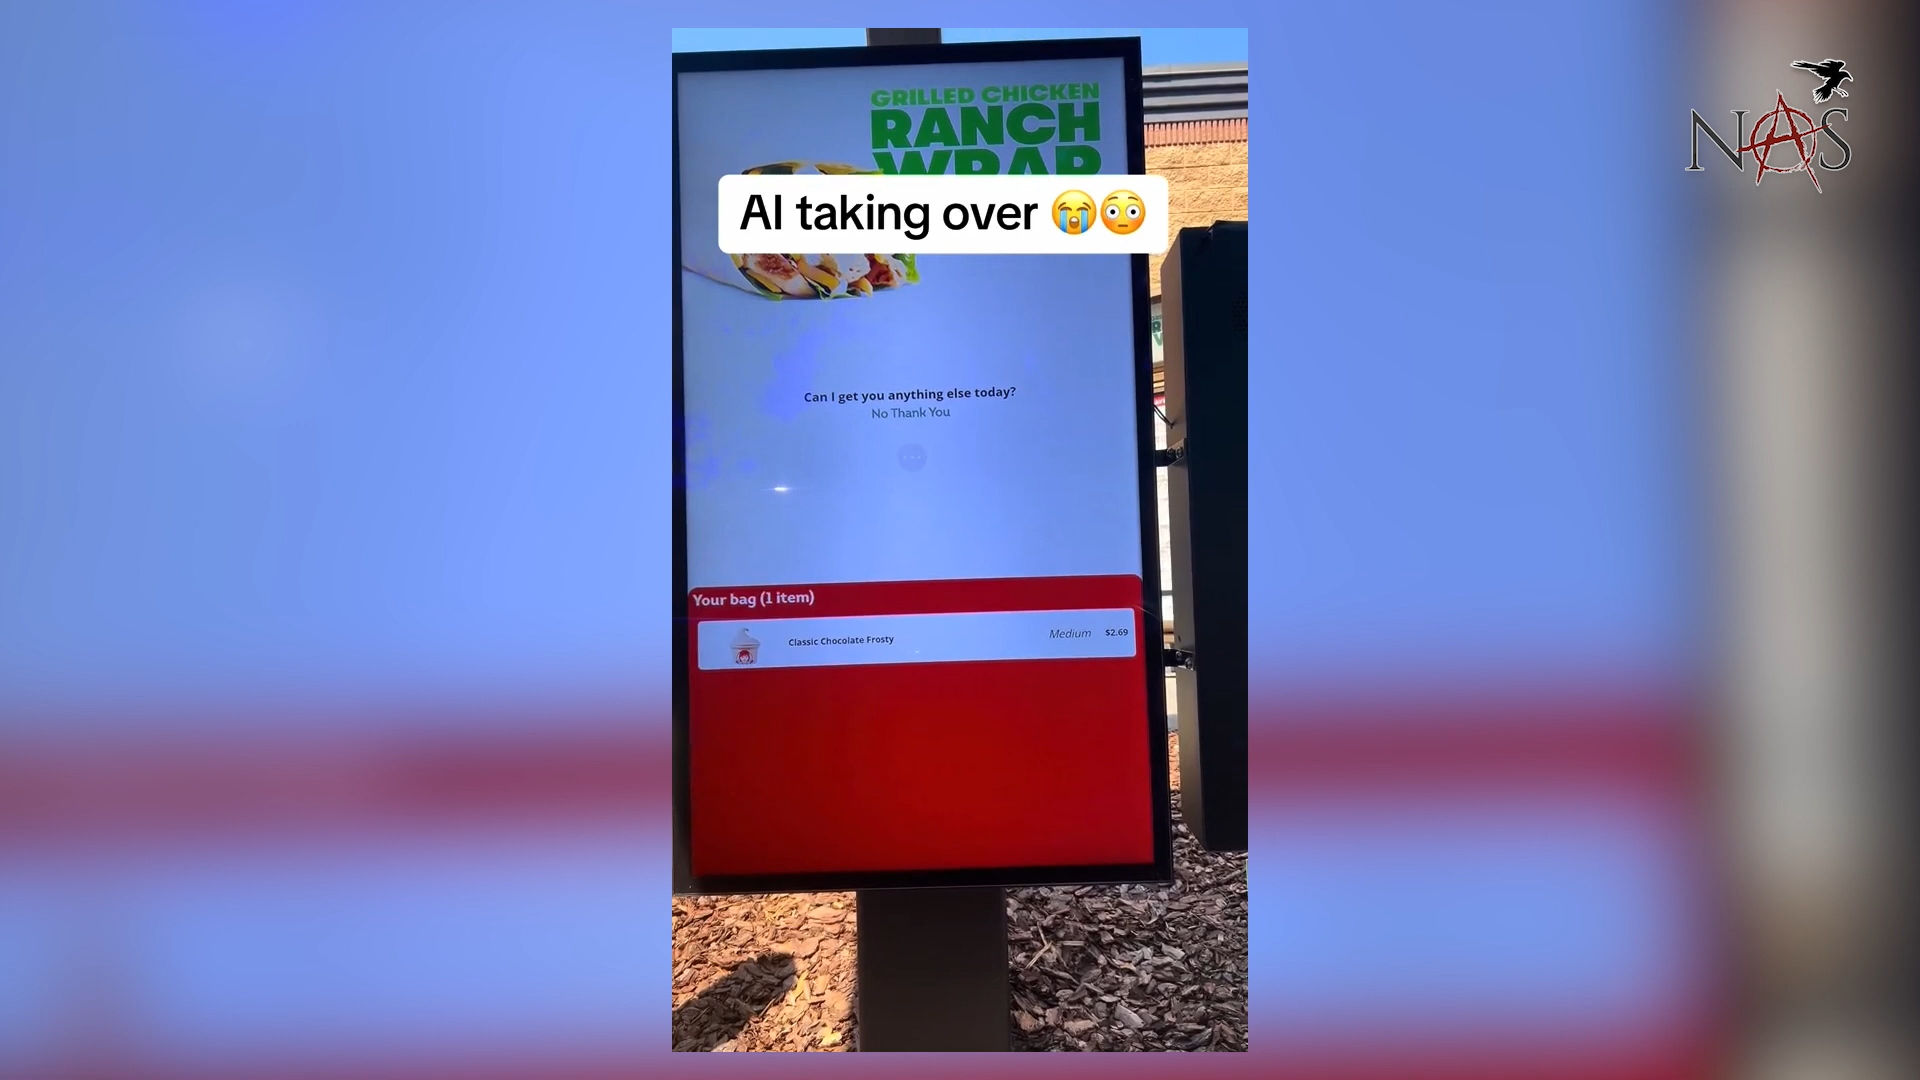 GRILLED CHICKEN
RANCH
WRAP
AI taking over 😭😳
Can I get you anything else today?
No Thank You
Your bag (1 item)
Classic Chocolate Frosty Medium $2.69
NAS